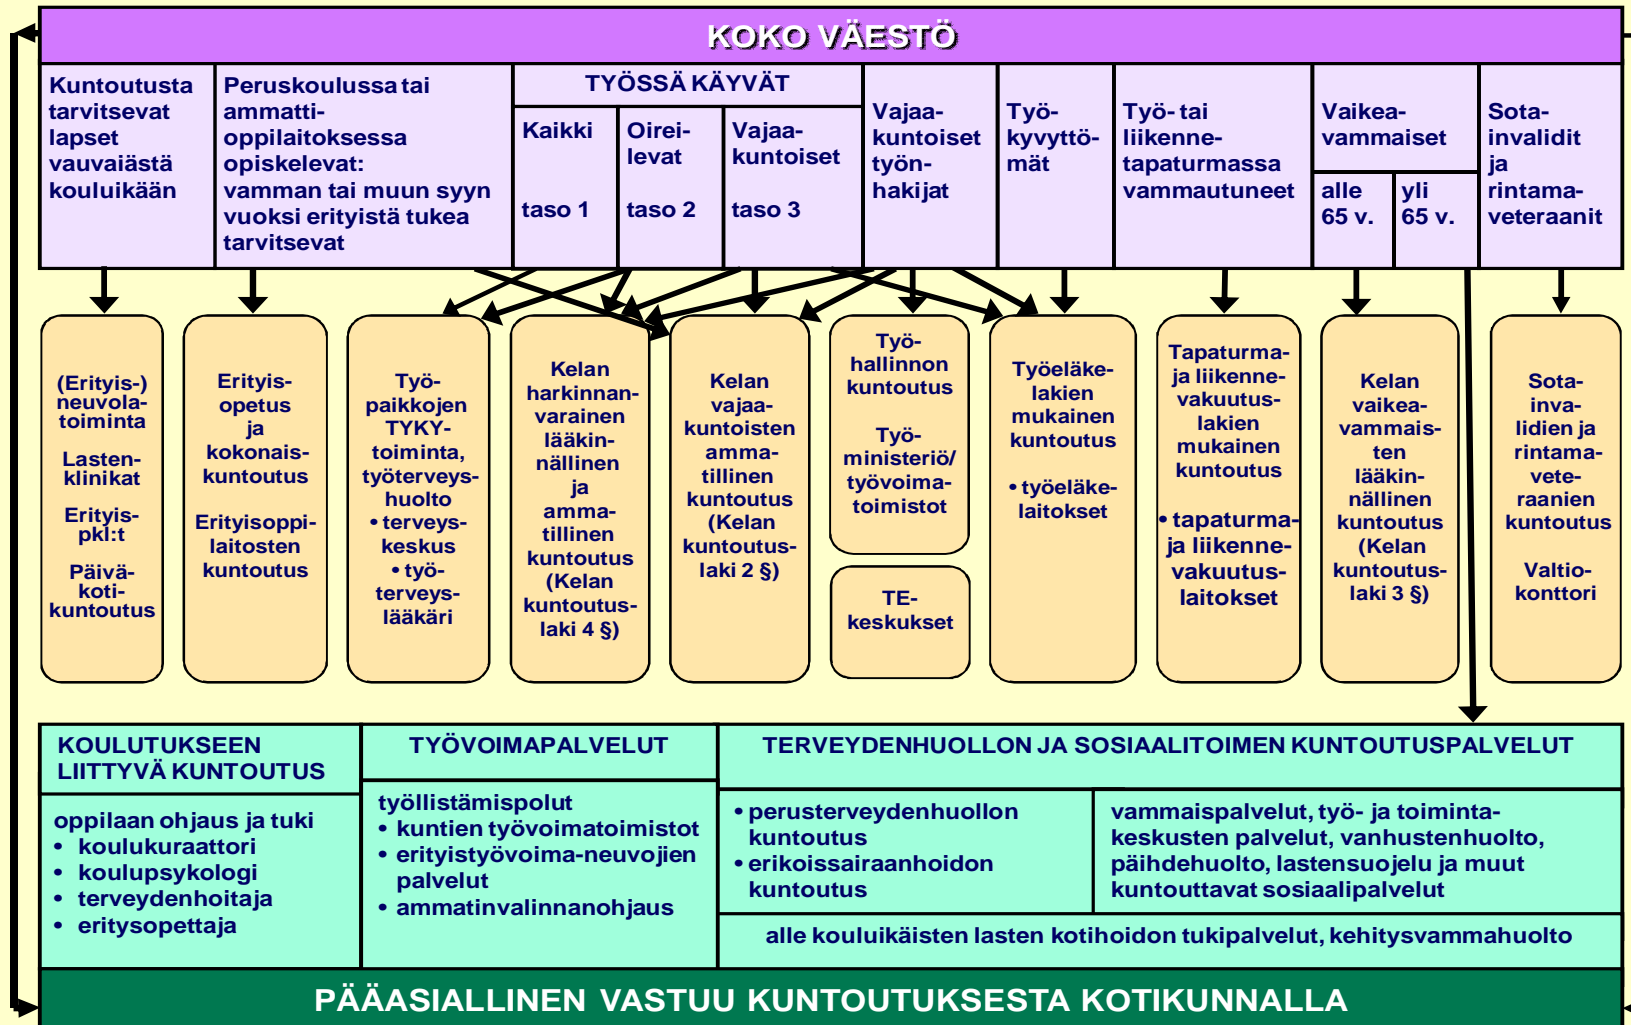 KOKO VÄESTÖ
Kuntoutusta
tarvitsevat
lapset
vauvaiästä
kouluikään
Peruskoulussa tai
ammatti-
oppilaitoksessa
opiskelevat:
vamman tai muun syyn
vuoksi erityistä tukea
tarvitsevat
TYÖSSÄ KÄYVÄT
Kaikki
taso 1
Oirei-
levat
taso 2
Vajaa-
kuntoiset
taso 3
Vajaa-
kuntoiset
työn-
hakijat
Työ-
kyvyttö-
mät
Työ- tai
liikenne-
tapaturmassa
vammautuneet
Vaikea-
vammaiset
alle
65 v.
yli
65 v.
Sota-
invalidit
ja
rintama-
veteraanit
(Erityis-)
neuvola-
toiminta
Lasten-
klinikat
Erityis-
pkl:t
Päivä-
koti-
kuntoutus
Erityis-
opetus
ja
kokonais-
kuntoutus
Erityisoppi-
laitosten
kuntoutus
Työ-
paikkojen
TYKY-
toiminta,
työterveys-
huolto
• terveys-
keskus
• työ-
terveys-
lääkäri
Kelan
harkinnan-
varainen
lääkin-
nällinen
ja
amma-
tillinen
kuntoutus
(Kelan
kuntoutus-
laki 4 §)
Kelan
vajaa-
kuntoisten
amma-
tillinen
kuntoutus
(Kelan
kuntoutus-
laki 2 §)
Työ-
hallinnon
kuntoutus
Työ-
ministeriö/
työvoima-
toimistot
TE-
keskukset
Työeläke-
lakien
mukainen
kuntoutus
• työeläke-
laitokset
Tapaturma-
ja liikenne-
vakuutus-
lakien
mukainen
kuntoutus
• tapaturma-
ja liikenne-
vakuutus-
laitokset
Kelan
vaikea-
vammais-
ten
lääkin-
nällinen
kuntoutus
(Kelan
kuntoutus-
laki 3 §)
Sota-
inva-
lidien ja
rintama-
vete-
raanien
kuntoutus
Valtio-
konttori
KOULUTUKSEEN
LIITTYVÄ KUNTOUTUS
oppilaan ohjaus ja tuki
• koulukuraattori
• koulupsykologi
• terveydenhoitaja
• eritysopettaja
TYÖVOIMAPALVELUT
työllistämispolut
• kuntien työvoimatoimistot
• erityistyövoima-neuvojien
palvelut
• ammatinvalinnanohjaus
TERVEYDENHUOLLON JA SOSIAALITOIMEN KUNTOUTUSPALVELUT
• perusterveydenhuollon
kuntoutus
• erikoissairaanhoidon
kuntoutus
vammaispalvelut, työ- ja toiminta-
keskusten palvelut, vanhustenhuolto,
päihdehuolto, lastensuojelu ja muut
kuntouttavat sosiaalipalvelut
alle kouluikäisten lasten kotihoidon tukipalvelut, kehitysvammahuolto
PÄÄASIALLINEN VASTUU KUNTOUTUKSESTA KOTIKUNNALLA